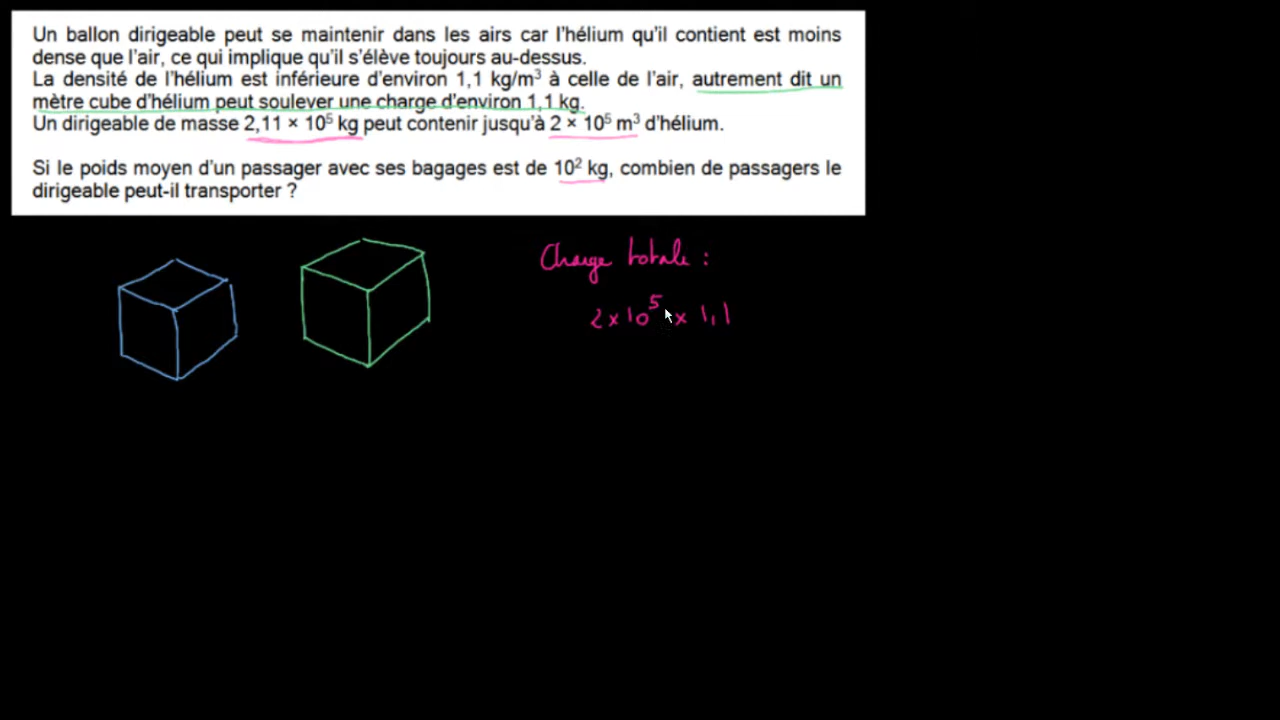 Un ballon dirigeable peut se maintenir dans les airs car l'hélium qu'il contient est moins
dense que l'air, ce qui implique qu'il s'élève toujours au-dessus.
La densité de l'hélium est inférieure d'environ 1,1 kg/m³ à celle de l'air, autrement dit un
mètre cube d'hélium peut soulever une charge d'environ 1,1 kg.
Un dirigeable de masse 2,11 × 10⁵ kg peut contenir jusqu'à 2 × 10⁵ m³ d'hélium.
Si le poids moyen d'un passager avec ses bagages est de 10² kg, combien de passagers le
dirigeable peut-il transporter ?
Charge totale :
2 × 10⁵ × 1,1